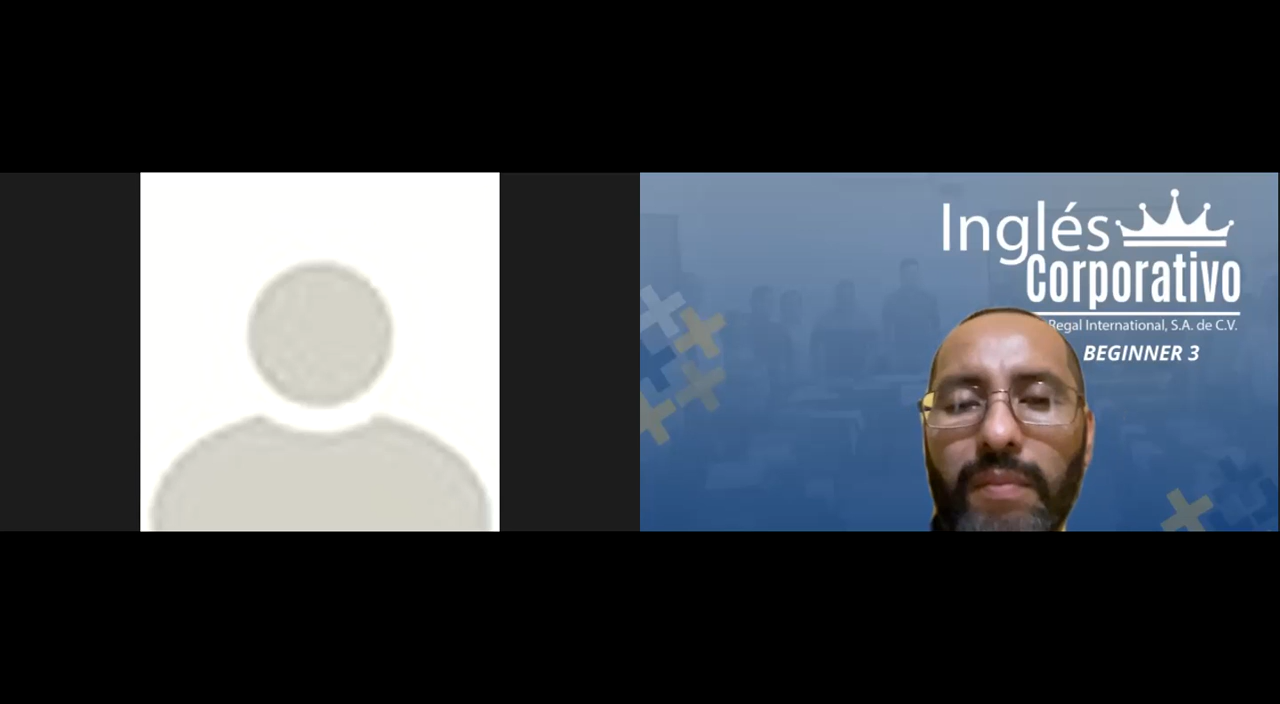 Inglés
Corporativo
Regal International, S.A. de C.V.
BEGINNER 3